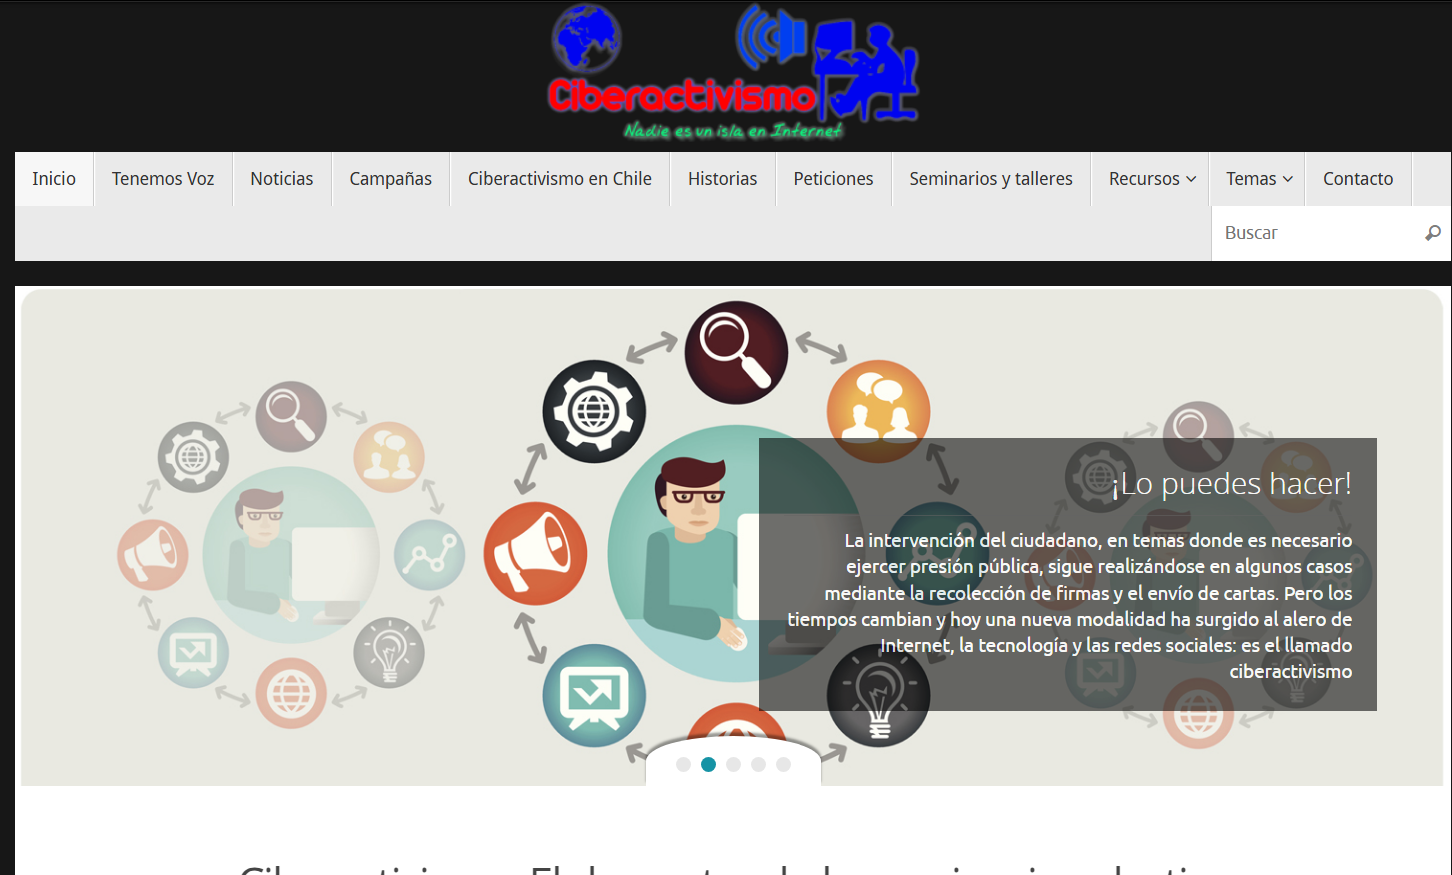 Ciberactivismo
Nadie es un isla en Internet
Inicio
Tenemos Voz
Noticias
Campañas
Ciberactivismo en Chile
Historias
Peticiones
Seminarios y talleres
Recursos
Temas
Contacto
Buscar
¡Lo puedes hacer!
La intervención del ciudadano, en temas donde es necesario
ejercer presión pública, sigue realizándose en algunos casos
mediante la recolección de firmas y el envío de cartas. Pero los
tiempos cambian y hoy una nueva modalidad ha surgido al alero de
Internet, la tecnología y las redes sociales: es el llamado
ciberactivismo